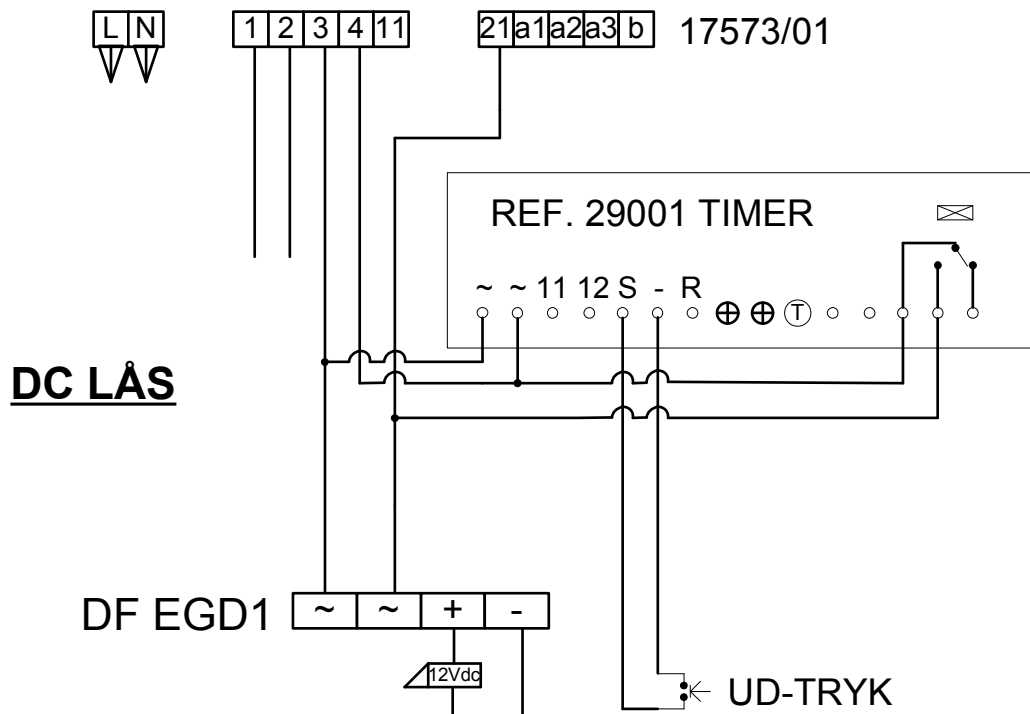 L N 1 2 3 4 11 21 a1 a2 a3 b 17573/01
REF. 29001 TIMER
~ ~ 11 12 S - R T
DC LÅS
DF EGD1 ~ ~ + -
12Vdc
UD-TRYK